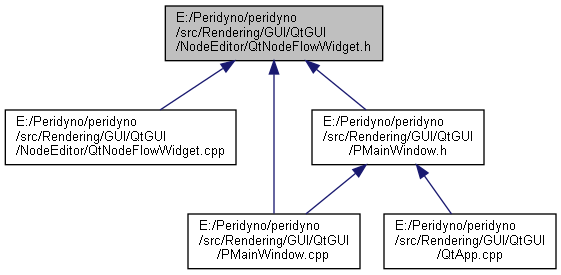 E:/Peridyno/peridyno
/src/Rendering/GUI/QtGUI
/NodeEditor/QtNodeFlowWidget.h
E:/Peridyno/peridyno
/src/Rendering/GUI/QtGUI
/NodeEditor/QtNodeFlowWidget.cpp
E:/Peridyno/peridyno
/src/Rendering/GUI/QtGUI
/PMainWindow.h
E:/Peridyno/peridyno
/src/Rendering/GUI/QtGUI
/PMainWindow.cpp
E:/Peridyno/peridyno
/src/Rendering/GUI/QtGUI
/QtApp.cpp